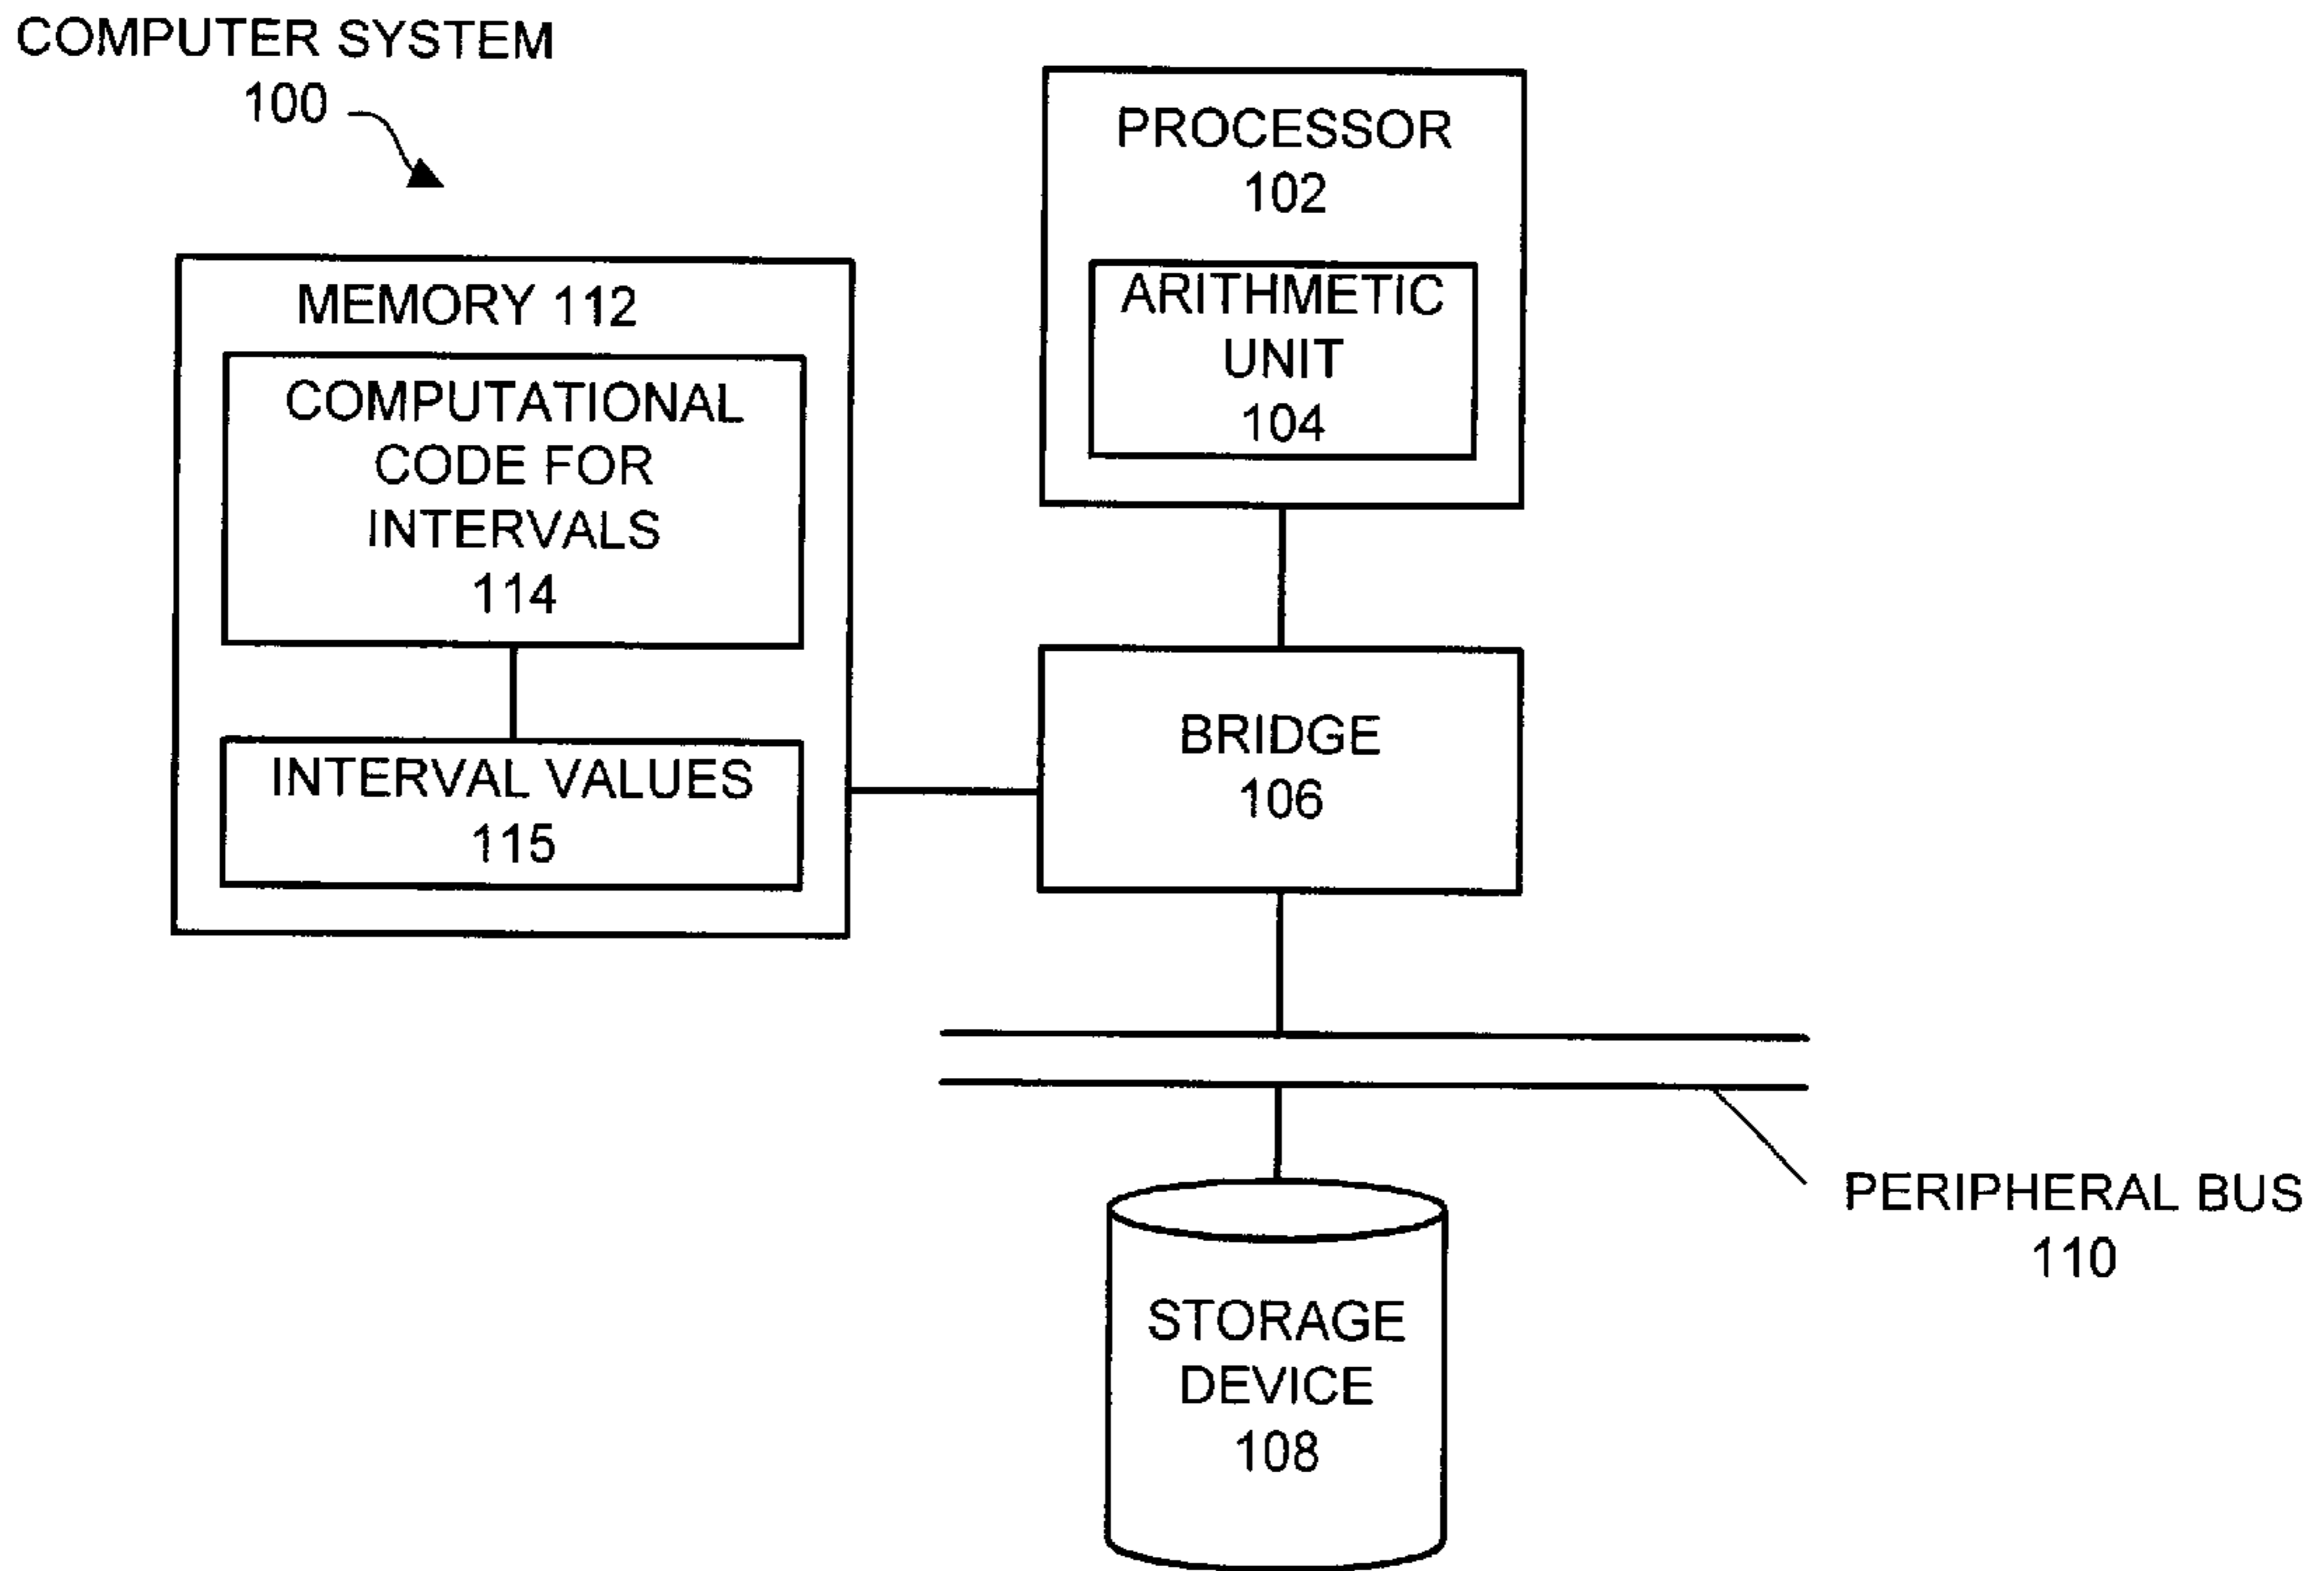 COMPUTER SYSTEM
100
PROCESSOR
102
ARITHMETIC
UNIT
104
MEMORY 112
COMPUTATIONAL
CODE FOR
INTERVALS
114
INTERVAL VALUES
115
BRIDGE
106
PERIPHERAL BUS
110
STORAGE
DEVICE
108